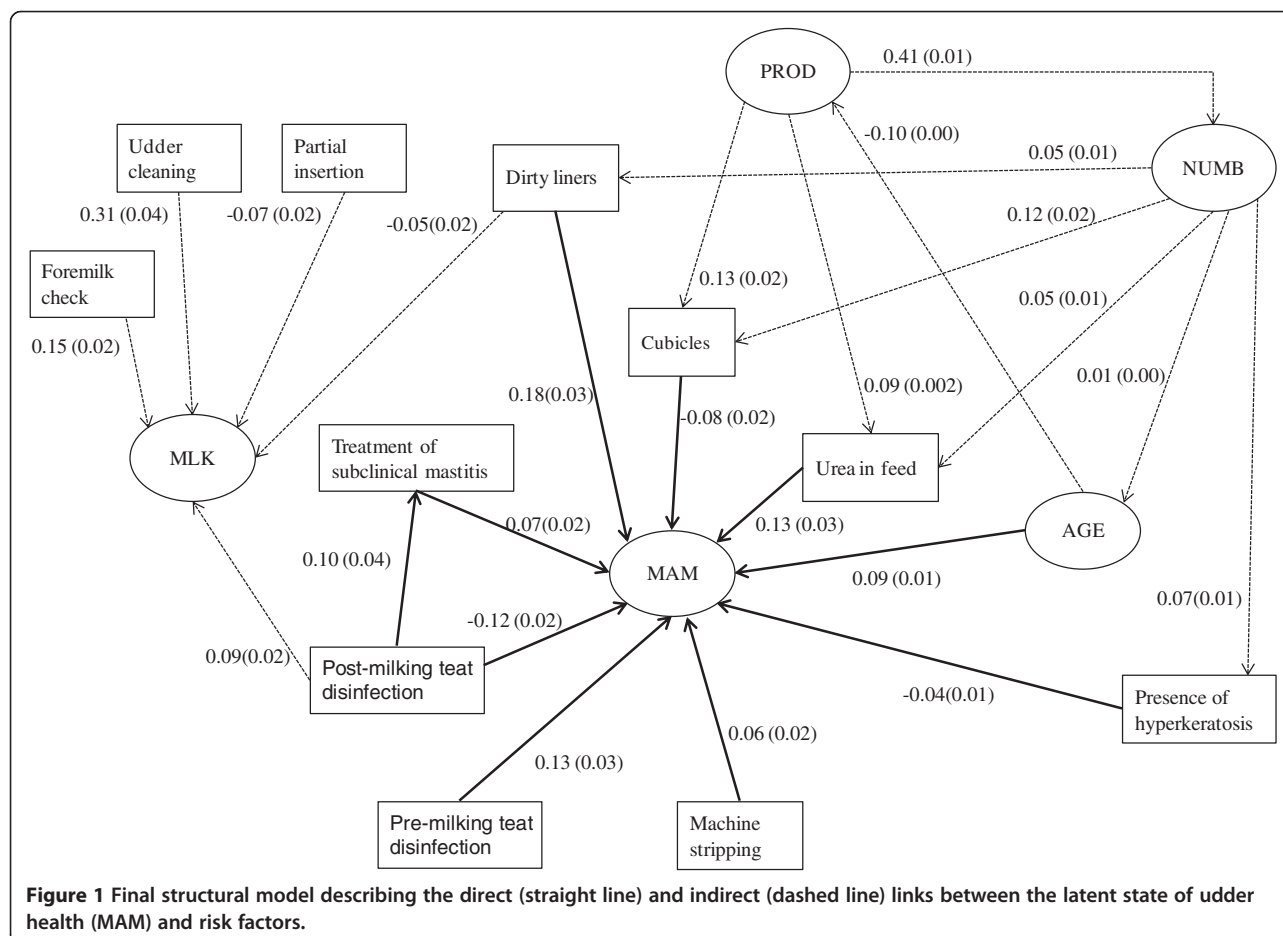 PROD
0.41 (0.01)
-0.10 (0.00)
Udder
cleaning
Partial
insertion
Dirty liners
0.05 (0.01)
NUMB
0.31 (0.04)
-0.07 (0.02)
-0.05(0.02)
0.12 (0.02)
Foremilk
check
0.13 (0.02)
0.05 (0.01)
0.15 (0.02)
Cubicles
0.01 (0.00)
0.18(0.03)
-0.08 (0.02)
0.09 (0.002)
MLK
Treatment of
subclinical mastitis
Urea in feed
0.07(0.02)
0.13 (0.03)
AGE
0.10 (0.04)
MAM
0.09 (0.01)
0.07(0.01)
-0.12 (0.02)
0.09(0.02)
Post-milking teat
disinfection
-0.04(0.01)
Presence of
hyperkeratosis
0.06 (0.02)
0.13 (0.03)
Pre-milking teat
disinfection
Machine
stripping
Figure 1 Final structural model describing the direct (straight line) and indirect (dashed line) links between the latent state of udder
health (MAM) and risk factors.